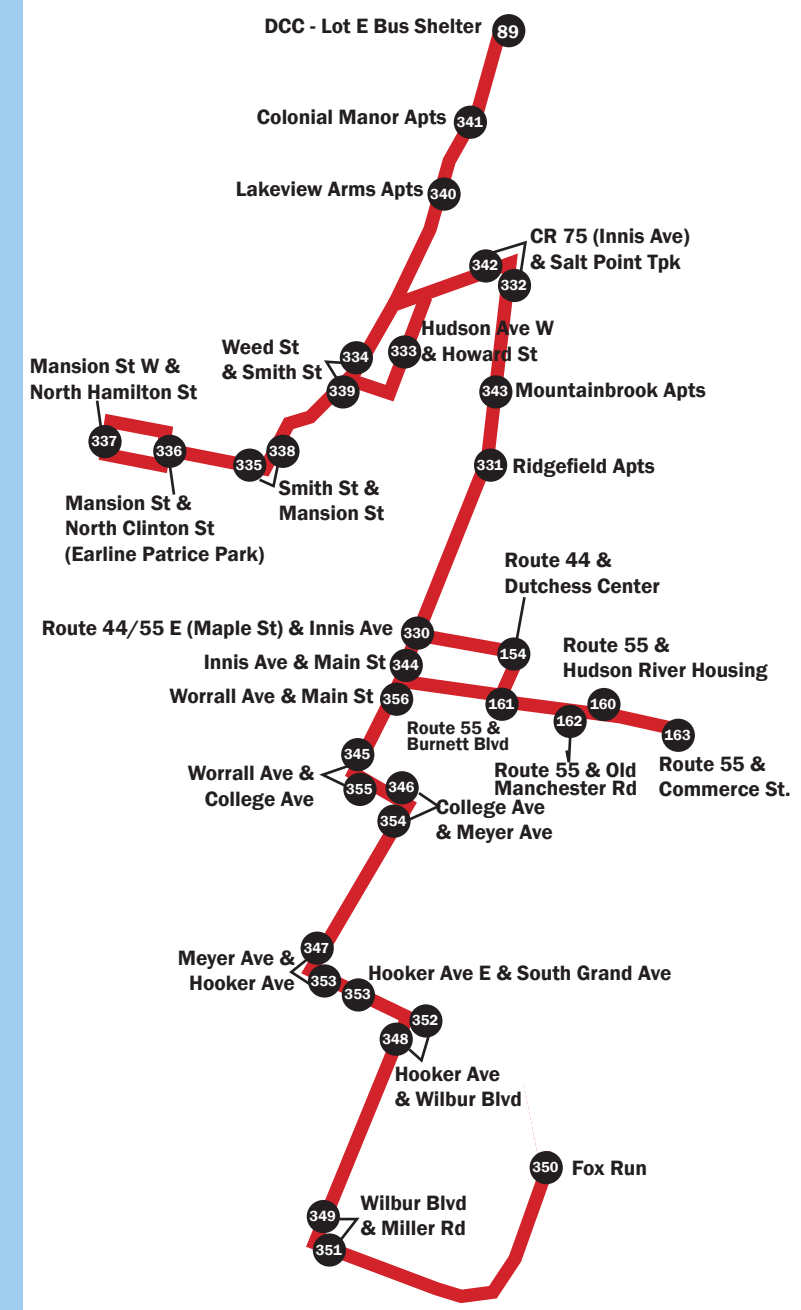 DCC - Lot E Bus Shelter
89
Colonial Manor Apts
341
Lakeview Arms Apts
340
CR 75 (Innis Ave)
& Salt Point Tpk
342
332
Hudson Ave W
& Howard St
333
Weed St
& Smith St
334
339
Mansion St W &
North Hamilton St
337
336
335
338
Mountainbrook Apts
343
Ridgefield Apts
331
Smith St &
Mansion St
Mansion St &
North Clinton St
(Earline Patrice Park)
Route 44 &
Dutchess Center
Route 44/55 E (Maple St) & Innis Ave
330
154
Route 55 &
Hudson River Housing
Innis Ave & Main St
344
Worrall Ave & Main St
356
161
160
162
163
Route 55 &
Burnett Blvd
Route 55 & Old
Manchester Rd
Route 55 &
Commerce St.
345
Worrall Ave &
College Ave
355
346
College Ave
& Meyer Ave
354
347
Meyer Ave &
Hooker Ave
353
353
Hooker Ave E & South Grand Ave
352
348
Hooker Ave
& Wilbur Blvd
350
Fox Run
Wilbur Blvd
& Miller Rd
349
351